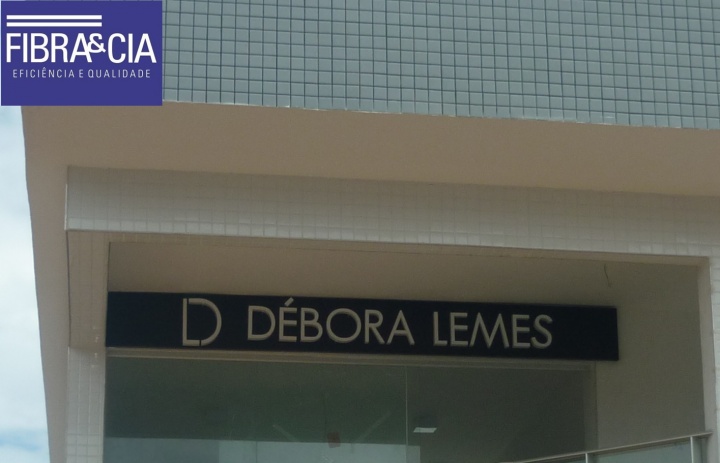 FIBRA&CIA
EFICIÊNCIA E QUALIDADE
D DÉBORA LEMES